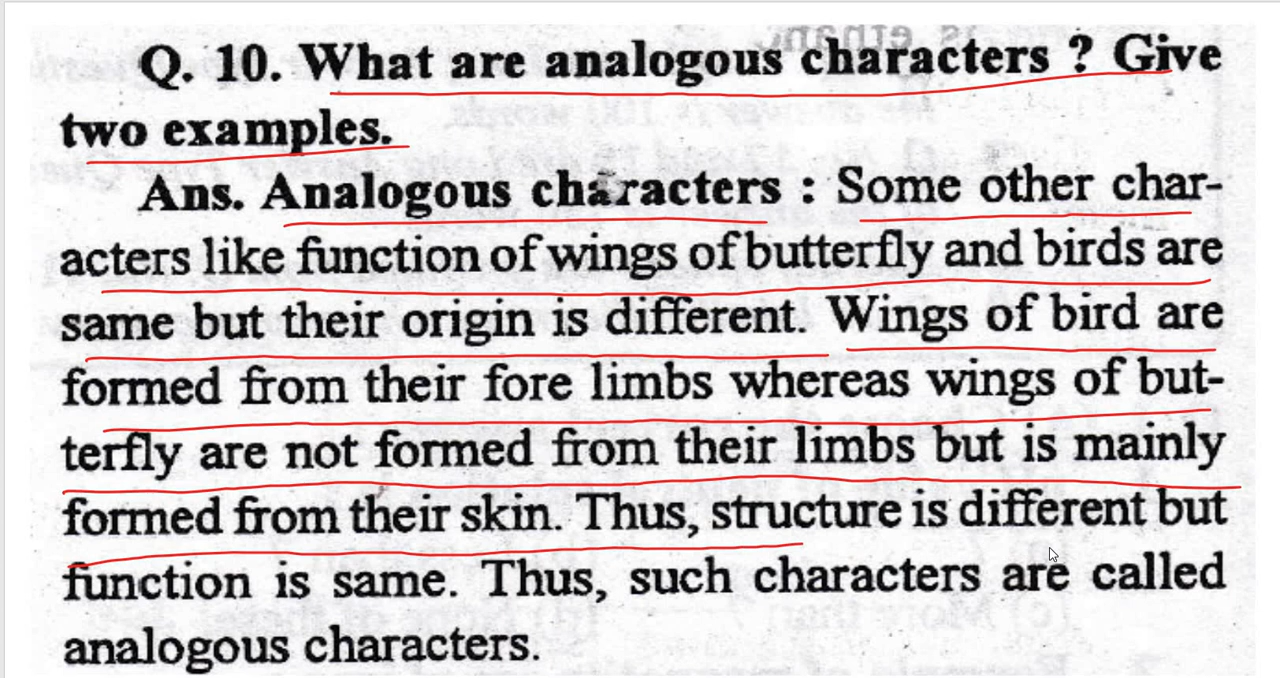 Q. 10. What are analogous characters ? Give
two examples.
Ans. Analogous characters : Some other char-
acters like function of wings of butterfly and birds are
same but their origin is different. Wings of bird are
formed from their fore limbs whereas wings of but-
terfly are not formed from their limbs but is mainly
formed from their skin. Thus, structure is different but
function is same. Thus, such characters are called
analogous characters.